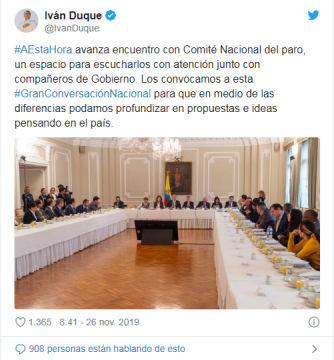 Iván Duque
@IvanDuque
#AEstaHora avanza encuentro con Comité Nacional del paro,
un espacio para escucharlos con atención junto con
compañeros de Gobierno. Los convocamos a esta
#GranConversaciónNacional para que en medio de las
diferencias podamos profundizar en propuestas e ideas
pensando en el país.
1.365 8:41 - 26 nov. 2019
908 personas están hablando de esto